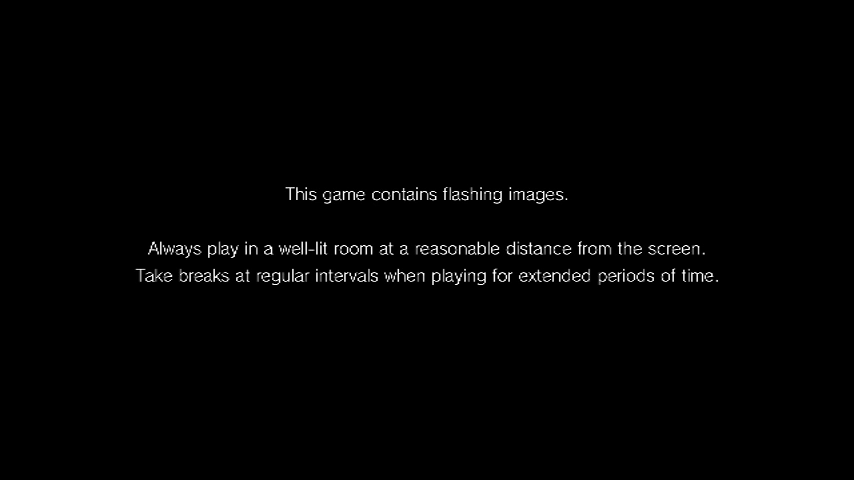 This game contains flashing images.
Always play in a well-lit room at a reasonable distance from the screen.
Take breaks at regular intervals when playing for extended periods of time.